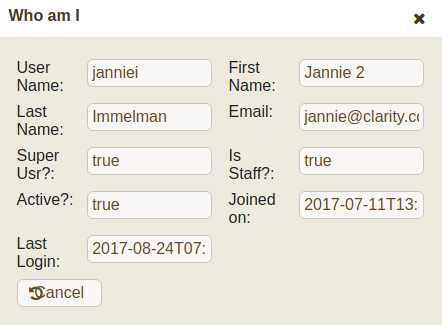 Who am I
User Name: janniei
First Name: Jannie 2
Last Name: Immelman
Email: jannie@clarity.co
Super Usr?: true
Is Staff?: true
Active?: true
Joined on: 2017-07-11T13:
Last Login: 2017-08-24T07:
Cancel